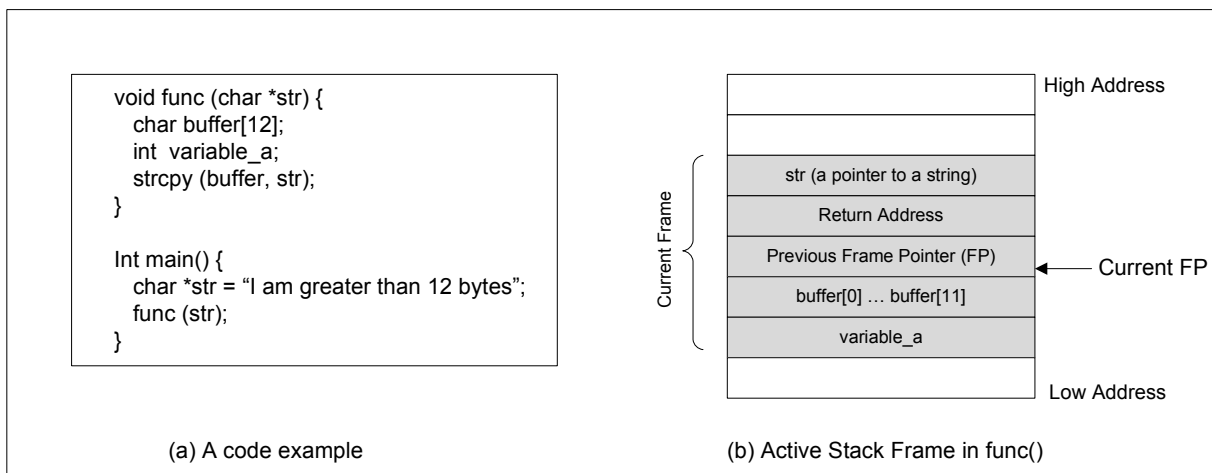 void func (char *str) {
char buffer[12];
int variable_a;
strcpy (buffer, str);
}
Int main() {
char *str = “I am greater than 12 bytes”;
func (str);
}
(a) A code example
High Address
Current Frame
str (a pointer to a string)
Return Address
Previous Frame Pointer (FP)
Current FP
buffer[0] … buffer[11]
variable_a
Low Address
(b) Active Stack Frame in func()